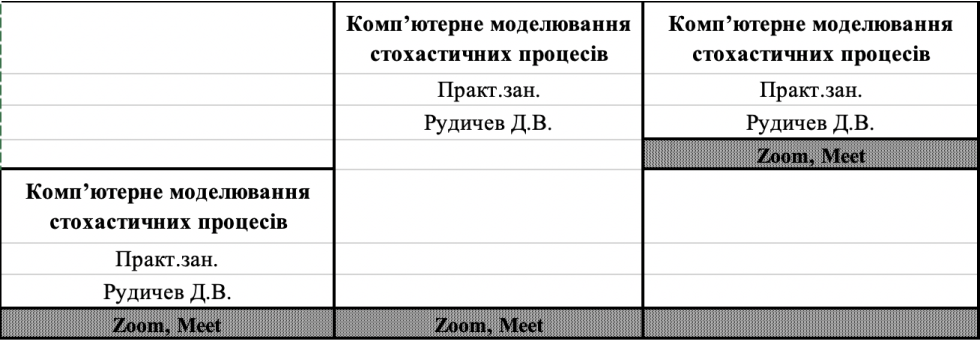 Комп’ютерне моделювання
стохастичних процесів
Практ.зан.
Рудичев Д.В.
Комп’ютерне моделювання
стохастичних процесів
Практ.зан.
Рудичев Д.В.
Zoom, Meet
Комп’ютерне моделювання
стохастичних процесів
Практ.зан.
Рудичев Д.В.
Zoom, Meet
Zoom, Meet